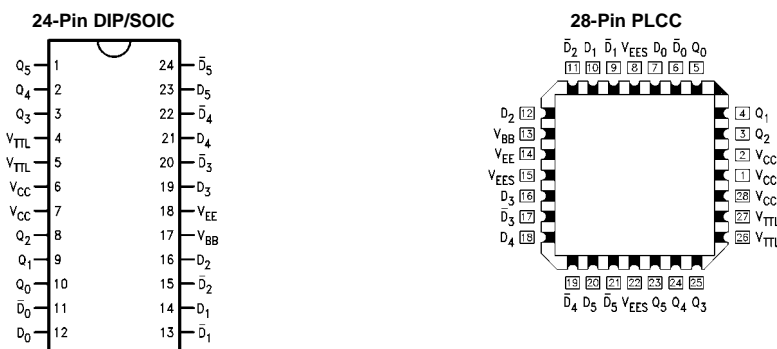 24-Pin DIP/SOIC
Q5 1 24 D̅5
Q4 2 23 D5
Q3 3 22 D̅4
VTTL 4 21 D4
VTTL 5 20 D̅3
VCC 6 19 D3
VCC 7 18 VEE
Q2 8 17 VBB
Q1 9 16 D2
Q0 10 15 D̅2
D̅0 11 14 D1
D0 12 13 D̅1
28-Pin PLCC
D̅2 D1 D̅1 VEES D0 D̅0 Q0
11 10 9 8 7 6 5
D2 12 4 Q1
VBB 13 3 Q2
VEE 14 2 VCC
VEES 15 1 VCC
D3 16 28 VCC
D̅3 17 27 VTTL
D4 18 26 VTTL
19 20 21 22 23 24 25
D̅4 D5 D̅5 VEES Q5 Q4 Q3